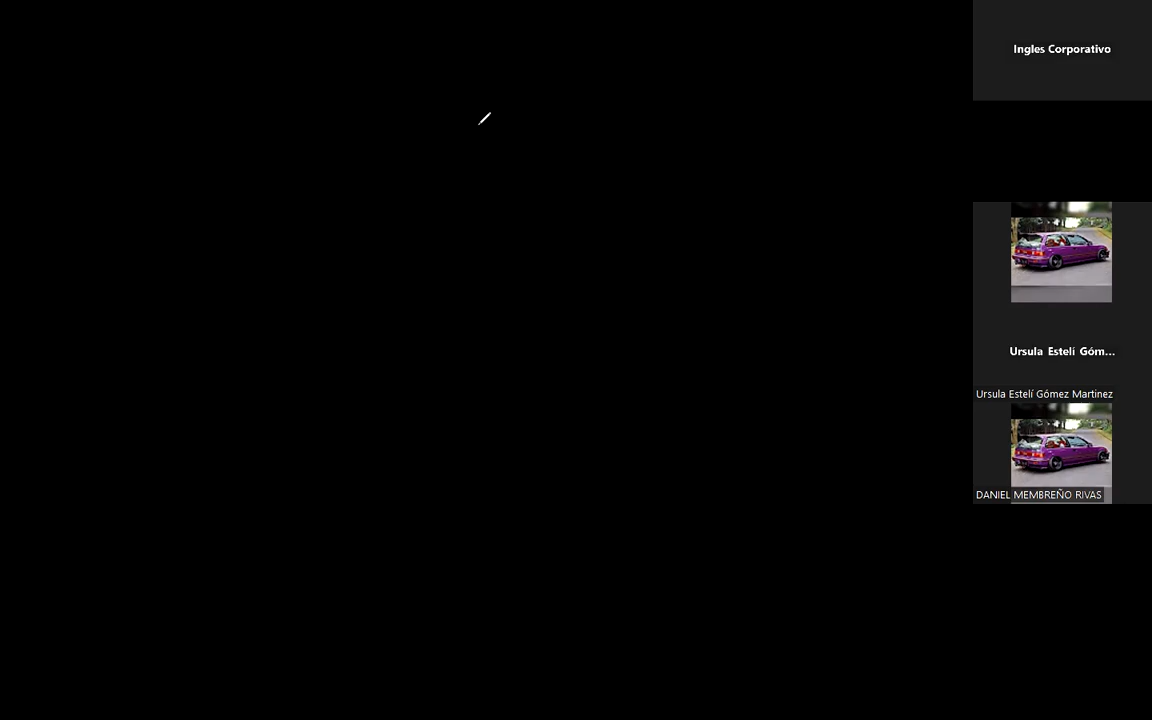 Ingles Corporativo
Ursula Estelí Góm...
Ursula Estelí Gómez Martinez
DANIEL MEMBREÑO RIVAS